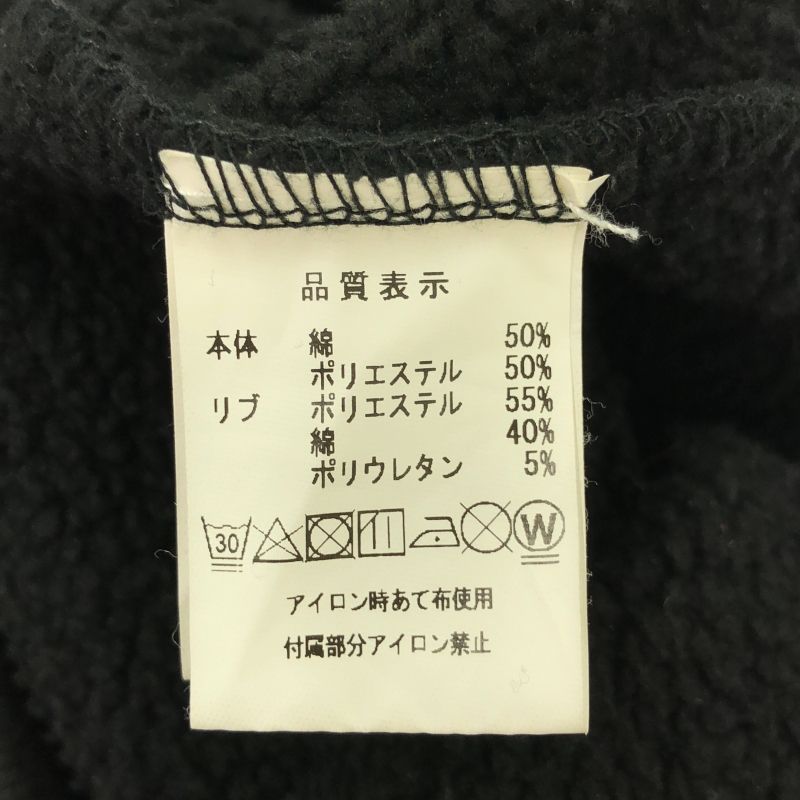 品質表示
本体 綿 50%
ポリエステル 50%
リブ ポリエステル 55%
綿 40%
ポリウレタン 5%
30 W
アイロン時あて布使用
付属部分アイロン禁止